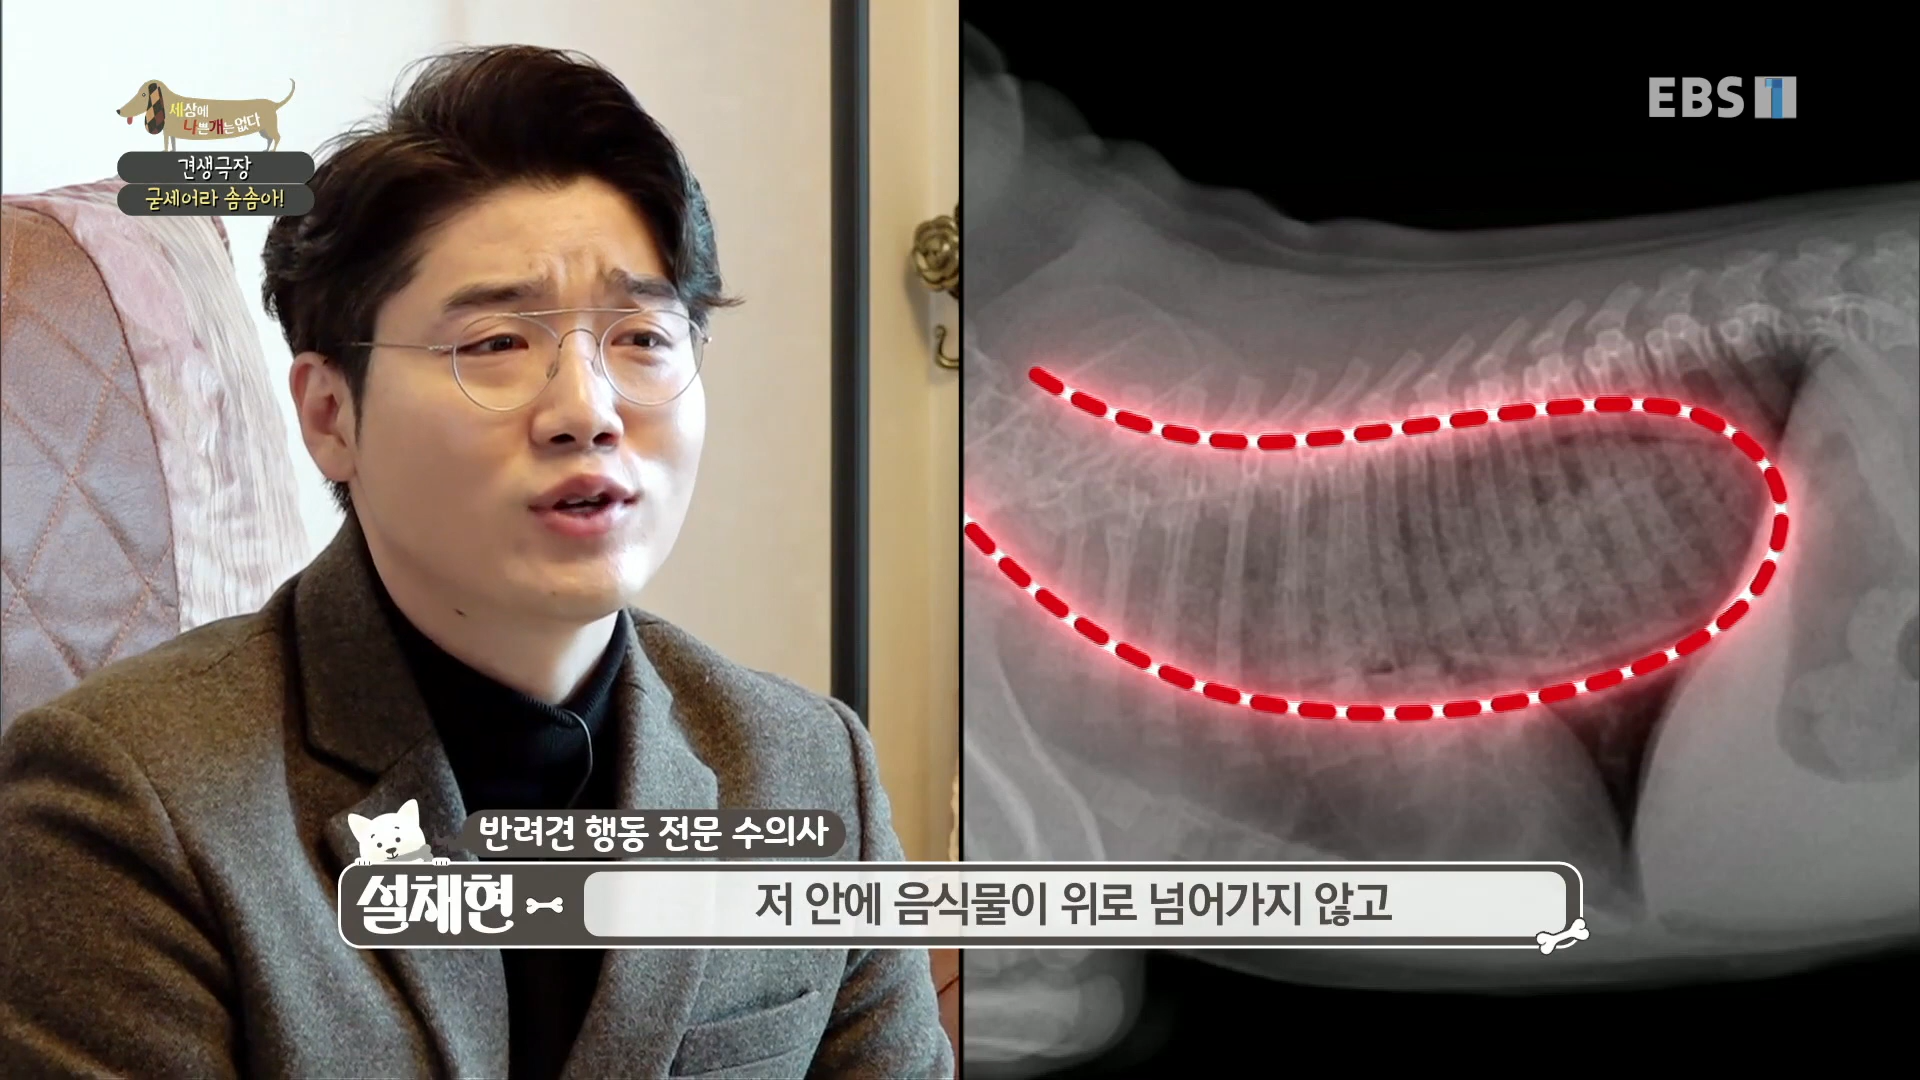 세상에
나쁜개는없다
견생극장
굳세어라 솜솜아!
EBS 1
반려견 행동 전문 수의사
설채현
저 안에 음식물이 위로 넘어가지 않고